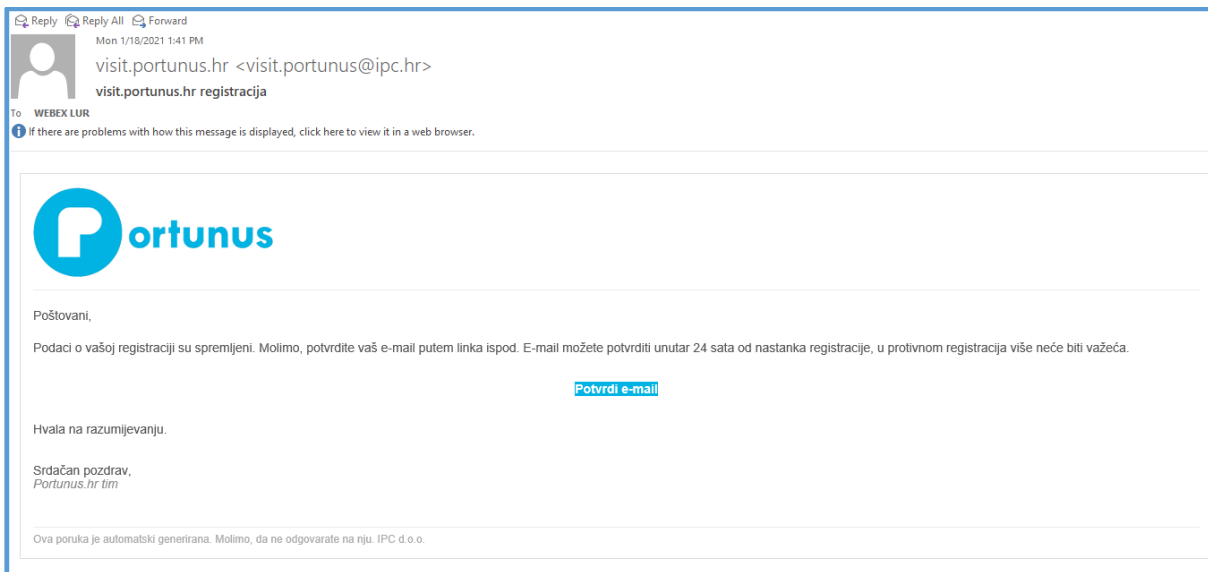 Reply Reply All Forward
Mon 1/18/2021 1:41 PM
visit.portunus.hr <visit.portunus@ipc.hr>
visit.portunus.hr registracija
To WEBEX LUR
If there are problems with how this message is displayed, click here to view it in a web browser.
Portunus
Poštovani,
Podaci o vašoj registraciji su spremljeni. Molimo, potvrdite vaš e-mail putem linka ispod. E-mail možete potvrditi unutar 24 sata od nastanka registracije, u protivnom registracija više neće biti važeća.
Potvrdi e-mail
Hvala na razumijevanju.
Srdačan pozdrav,
Portunus.hr tim
Ova poruka je automatski generirana. Molimo, da ne odgovarate na nju. IPC d.o.o.